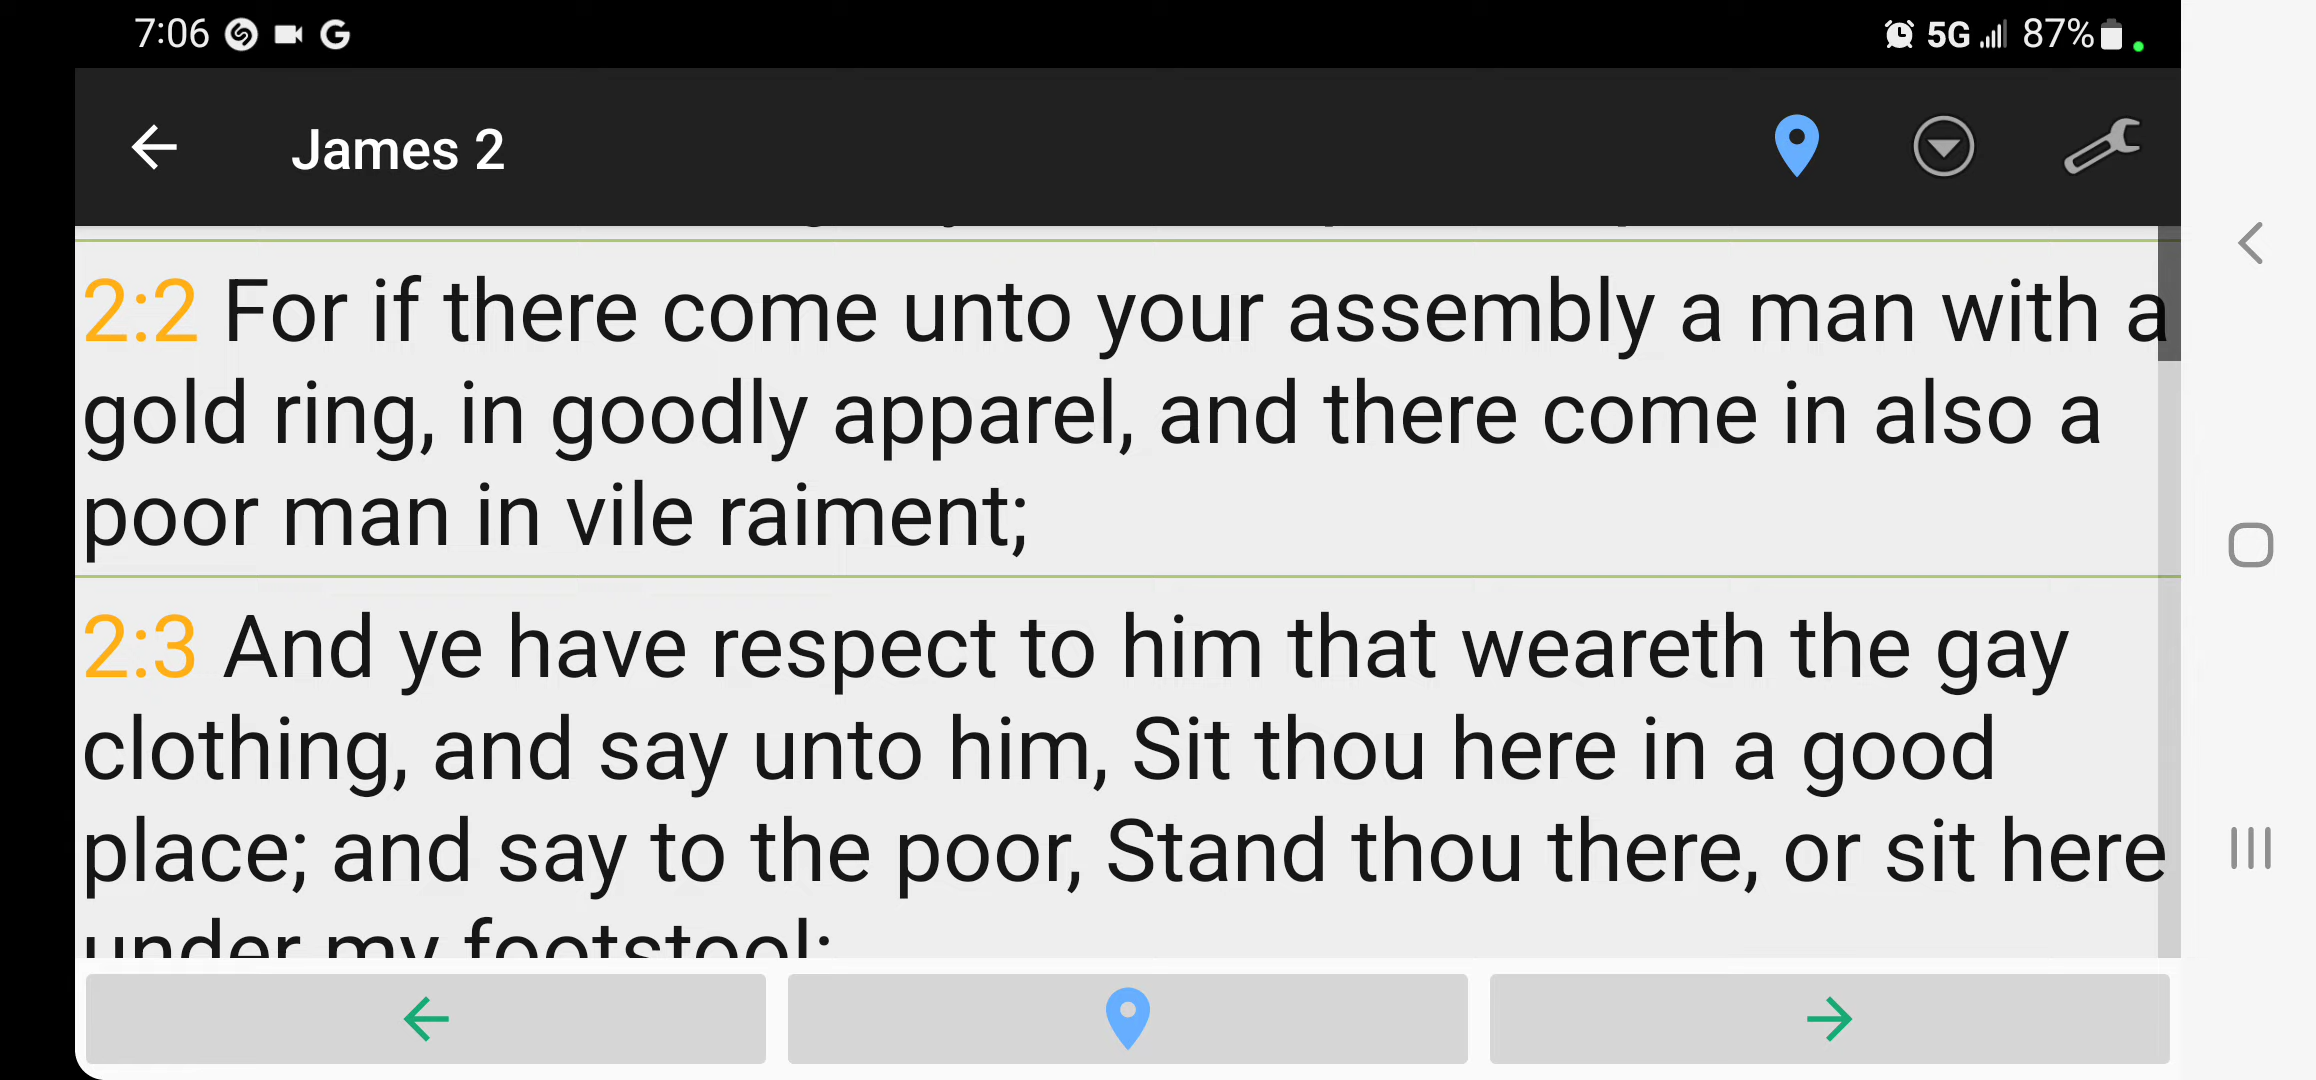 7:06
5G 87%
James 2
2:2 For if there come unto your assembly a man with a
gold ring, in goodly apparel, and there come in also a
poor man in vile raiment;
2:3 And ye have respect to him that weareth the gay
clothing, and say unto him, Sit thou here in a good
place; and say to the poor, Stand thou there, or sit here
under my footstool: